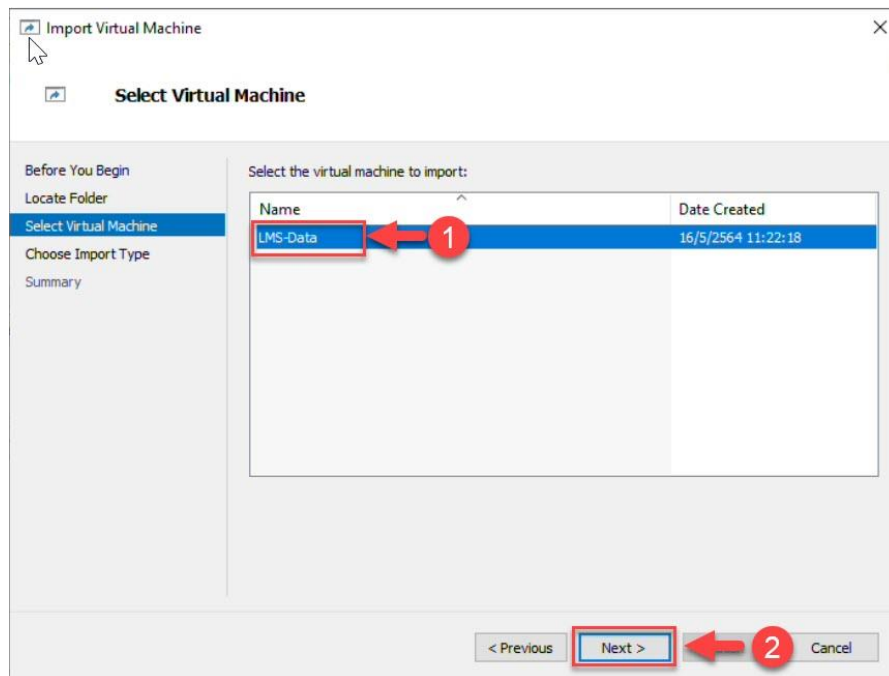 Import Virtual Machine
Select Virtual Machine
Before You Begin
Locate Folder
Select Virtual Machine
Choose Import Type
Summary
Select the virtual machine to import:
Name Date Created
LMS-Data 1 16/5/2564 11:22:18
< Previous Next > 2 Cancel